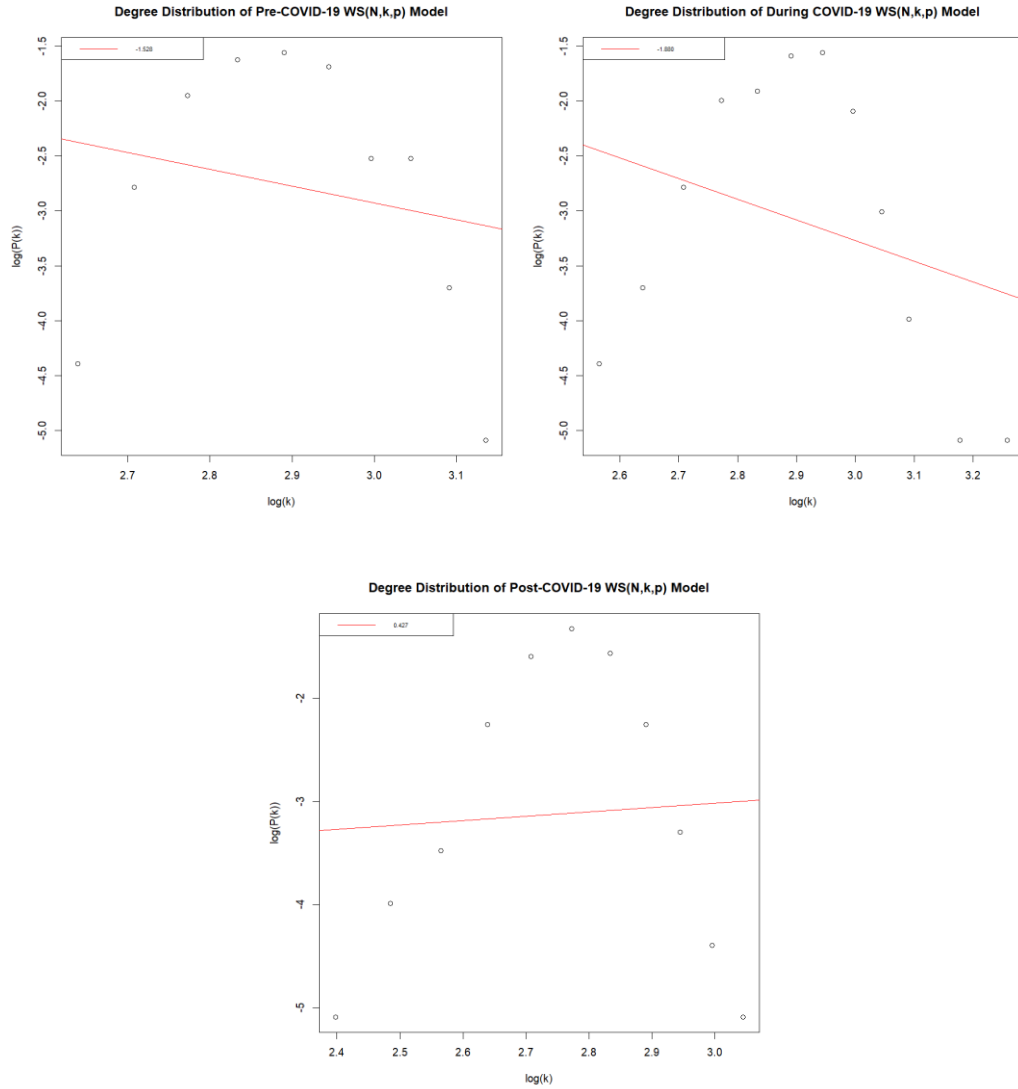 Degree Distribution of Pre-COVID-19 WS(N,k,p) Model
-1.528
log(P(k))
-1.5
-2.0
-2.5
-3.0
-3.5
-4.0
-4.5
-5.0
2.7 2.8 2.9 3.0 3.1
log(k)
Degree Distribution of During COVID-19 WS(N,k,p) Model
log(P(k))
-1.5
-2.0
-2.5
-3.0
-3.5
-4.0
-4.5
-5.0
2.6 2.7 2.8 2.9 3.0 3.1 3.2
log(k)
Degree Distribution of Post-COVID-19 WS(N,k,p) Model
0.427
log(P(k))
-2
-3
-4
-5
2.4 2.5 2.6 2.7 2.8 2.9 3.0
log(k)